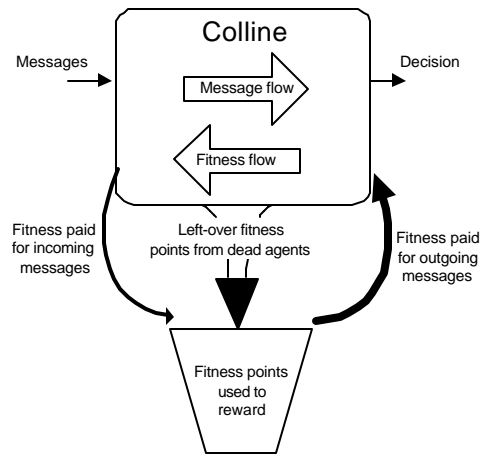 Colline
Messages
Decision
Message flow
Fitness flow
Fitness paid
for incoming
messages
Left-over fitness
points from dead agents
Fitness paid
for outgoing
messages
Fitness points
used to
reward